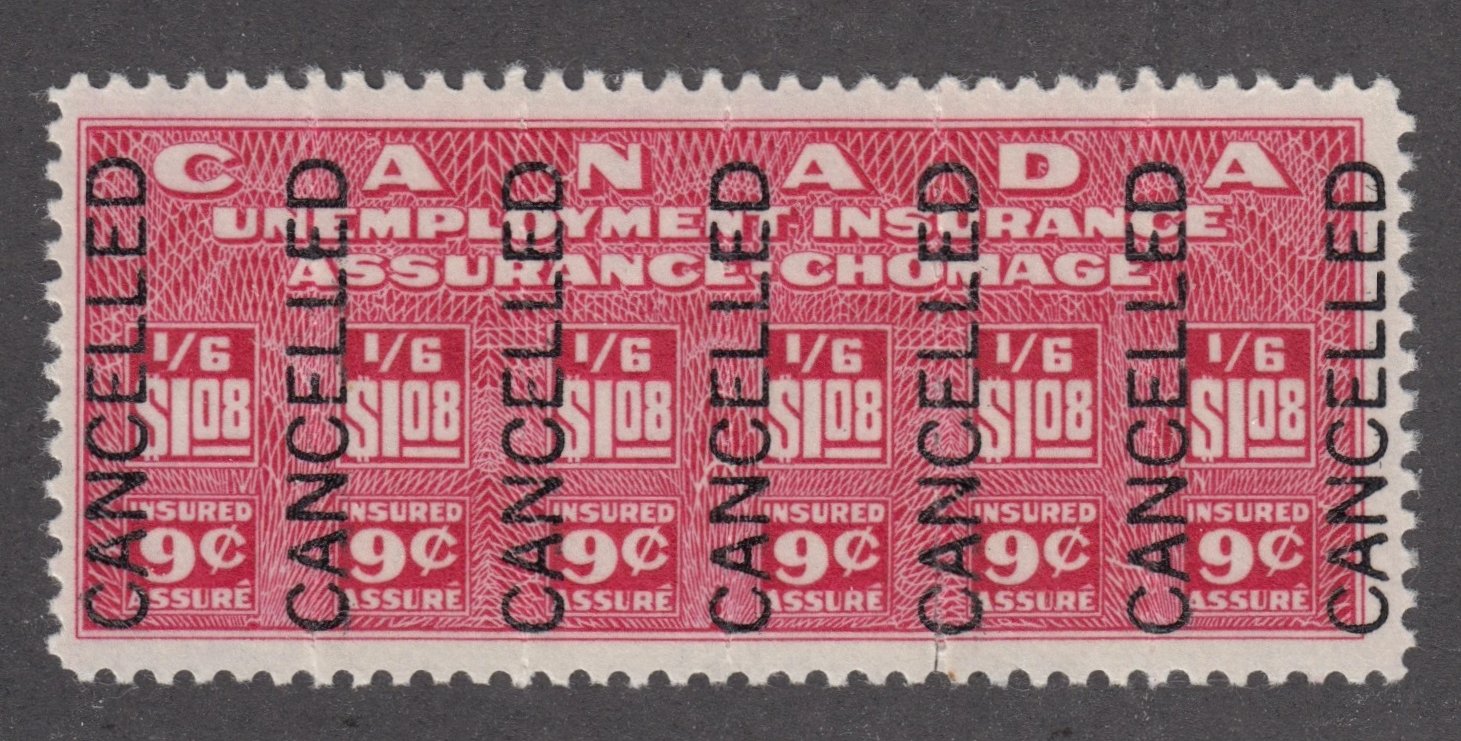 CANADA
UNEMPLOYMENT INSURANCE
ASSURANCE-CHÔMAGE
1/6 1/6 1/6 1/6 1/6 1/6
$1.08 $1.08 $1.08 $1.08 $1.08 $1.08
INSURED INSURED INSURED INSURED INSURED INSURED
9¢ 9¢ 9¢ 9¢ 9¢ 9¢
ASSURÉ ASSURÉ ASSURÉ ASSURÉ ASSURÉ ASSURÉ
CANCELLED
CANCELLED
CANCELLED
CANCELLED
CANCELLED
CANCELLED
CANCELLED